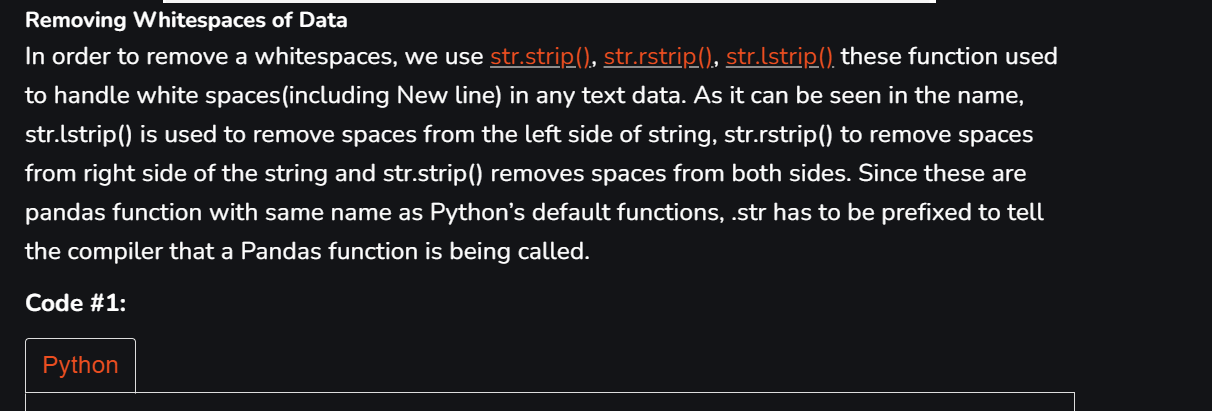 Removing Whitespaces of Data
In order to remove a whitespaces, we use str.strip(), str.rstrip(), str.lstrip() these function used
to handle white spaces(including New line) in any text data. As it can be seen in the name,
str.lstrip() is used to remove spaces from the left side of string, str.rstrip() to remove spaces
from right side of the string and str.strip() removes spaces from both sides. Since these are
pandas function with same name as Python’s default functions, .str has to be prefixed to tell
the compiler that a Pandas function is being called.
Code #1:
Python